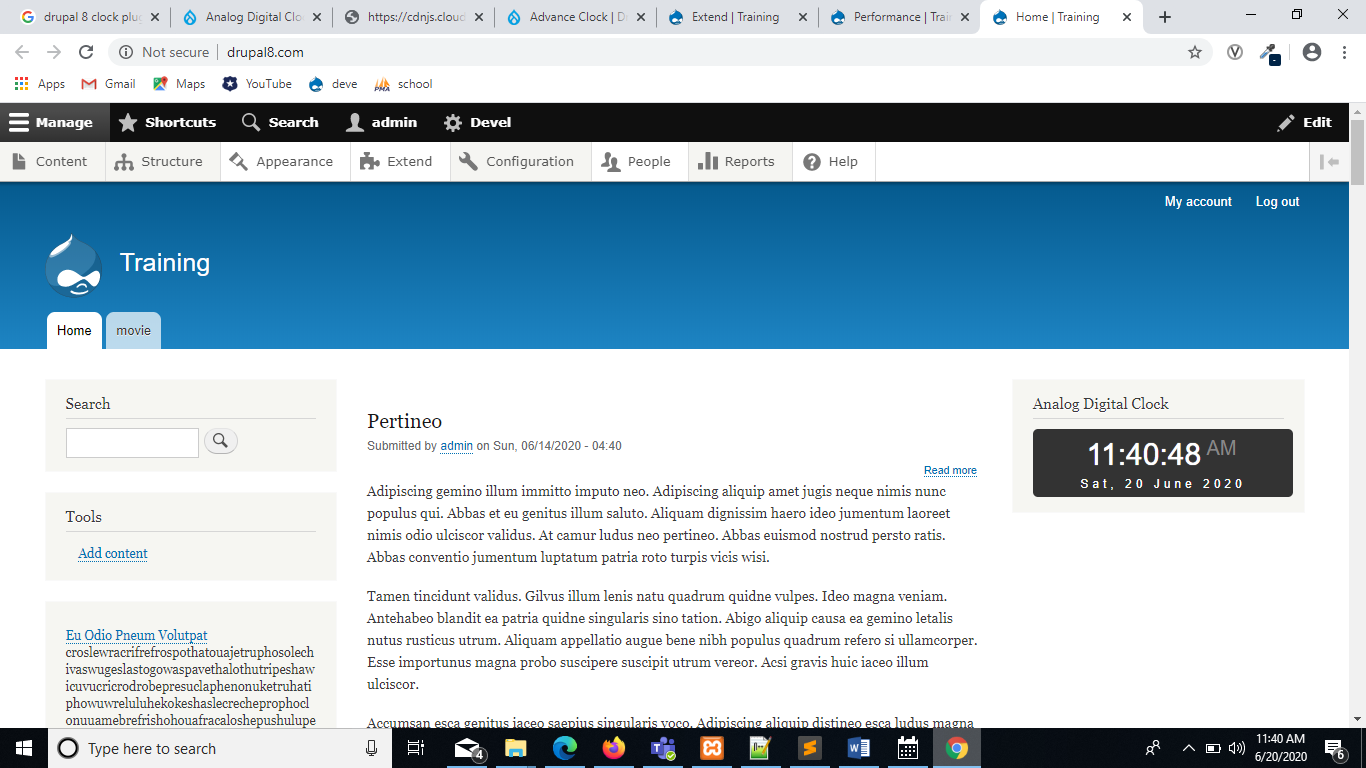 drupal 8 clock plug
Analog Digital Clo
https://cdnjs.cloud
Advance Clock | D
Extend | Training
Performance | Trai
Home | Training
Not secure | drupal8.com
Apps Gmail Maps YouTube deve school
Manage Shortcuts Search admin Devel Edit
Content Structure Appearance Extend Configuration People Reports Help
My account Log out
Training
Home movie
Search
Tools
Add content
Eu Odio Pneum Volutpat
croslewracrifrefrospothatouajetruphosolech
ivaswugeslastogowaspavethalothutripeshaw
icuvucricrodrobepresuclaphenonuketruhati
phowuwreluluhekokeshaslecrecheprophocl
onuuamebrefrishohouafracaloshepushulupe
Pertineo
Submitted by admin on Sun, 06/14/2020 - 04:40
Read more
Adipiscing gemino illum immitto imputo neo. Adipiscing aliquip amet jugis neque nimis nunc
populus qui. Abbas et eu genitus illum saluto. Aliquam dignissim haero ideo jumentum laoreet
nimis odio ulciscor validus. At camur ludus neo pertineo. Abbas euismod nostrud persto ratis.
Abbas conventio jumentum luptatum patria roto turpis vicis wisi.
Tamen tincidunt validus. Gilvus illum lenis natu quadrum quidne vulpes. Ideo magna veniam.
Antehabeo blandit ea patria quidne singularis sino tation. Abigo aliquip causa ea gemino letalis
nutus rusticus utrum. Aliquam appellatio augue bene nibh populus quadrum refero si ullamcorper.
Esse importunus magna probo suscipere suscipit utrum vereor. Acsi gravis huic iaceo illum
ulciscor.
Accumsan esca genitus iaceo saepius singularis voco. Adipiscing aliquip distineo esca ludus magna
Analog Digital Clock
11:40:48 AM
Sat, 20 June 2020
Type here to search
4
11:40 AM
6/20/2020
6